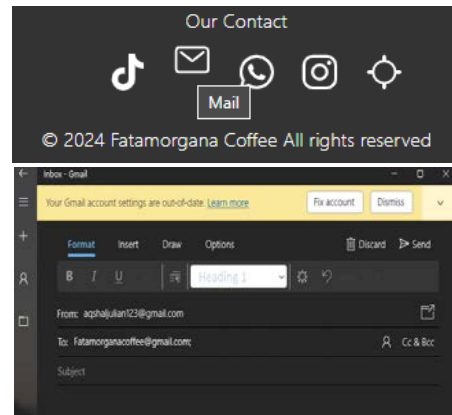 Our Contact
Mail
© 2024 Fatamorgana Coffee All rights reserved
Inbox - Gmail
Your Gmail account settings are out-of-date. Learn more Fix account Dismiss
Format Insert Draw Options Discard Send
B I U Heading 1
From: aqshaljulian123@gmail.com
To: Fatamorganacoffee@gmail.com; Cc & Bcc
Subject